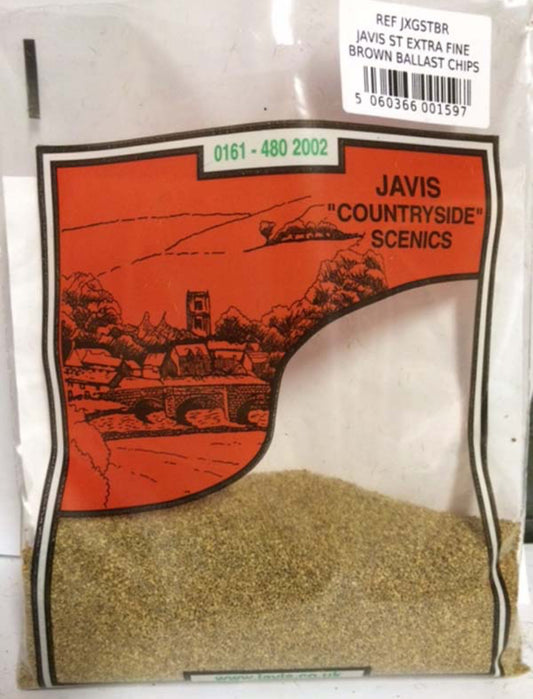 REF JXGSTBR
JAVIS ST EXTRA FINE
BROWN BALLAST CHIPS
5 060366 001597
0161 - 480 2002
JAVIS
"COUNTRYSIDE"
SCENICS
www.javis.co.uk